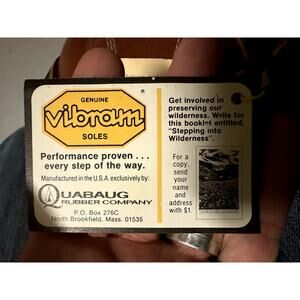 GENUINE
vibram
®
SOLES
Performance proven . . .
every step of the way.
Manufactured in the U.S.A. exclusively by:
QUABAUG
RUBBER COMPANY
P.O. Box 276C
North Brookfield, Mass. 01535
Get involved in
preserving our
wilderness. Write for
this booklet entitled,
"Stepping into
Wilderness".
For a
copy,
send
your
name
and
address
with $1.